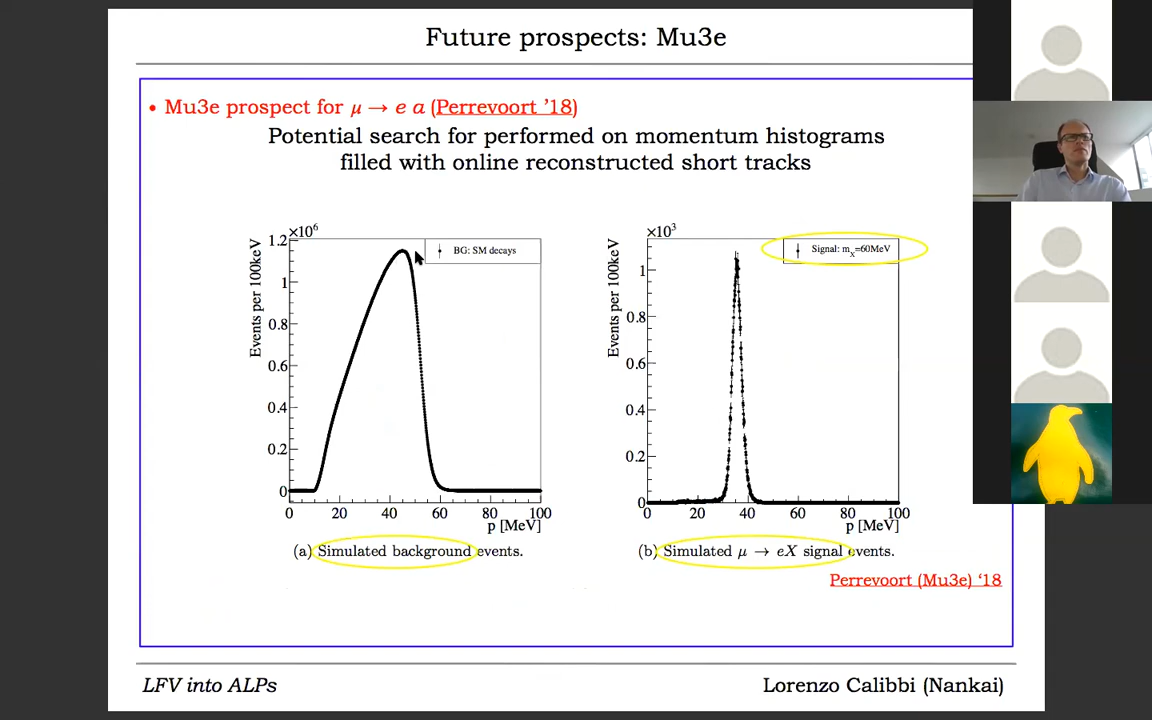 Future prospects: Mu3e
• Mu3e prospect for μ → e a (Perrevoort '18)
Potential search for performed on momentum histograms
filled with online reconstructed short tracks
×10⁶
Events per 100keV
1.2
1
0.8
0.6
0.4
0.2
0
BG: SM decays
0 20 40 60 80 100
p [MeV]
(a) Simulated background events.
×10³
Events per 100keV
1
0.8
0.6
0.4
0.2
0
Signal: mX=60MeV
0 20 40 60 80 100
p [MeV]
(b) Simulated μ → eX signal events.
Perrevoort (Mu3e) '18
LFV into ALPs
Lorenzo Calibbi (Nankai)